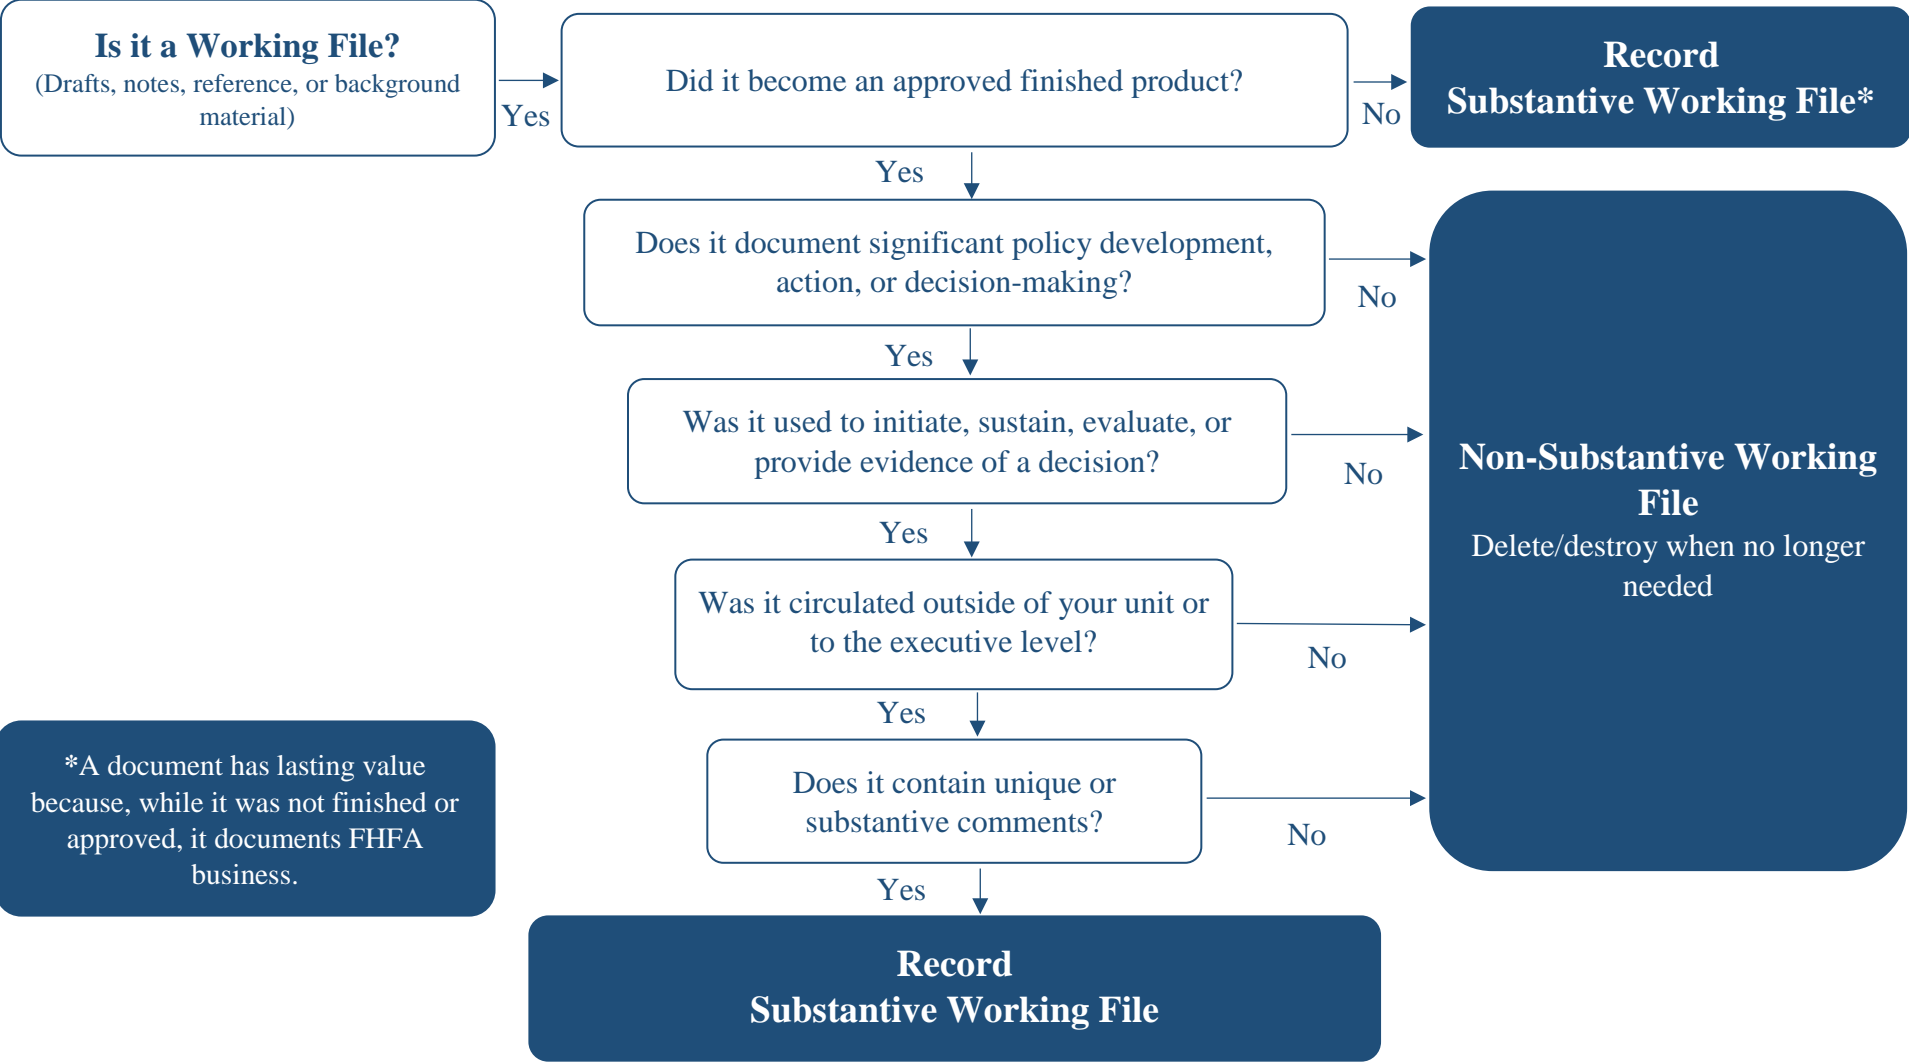 Is it a Working File?
(Drafts, notes, reference, or background
material)
Yes
Did it become an approved finished product?
No
Record
Substantive Working File*
Yes
Does it document significant policy development,
action, or decision-making?
No
Yes
Was it used to initiate, sustain, evaluate, or
provide evidence of a decision?
No
Yes
Was it circulated outside of your unit or
to the executive level?
No
Yes
Does it contain unique or
substantive comments?
No
Yes
Non-Substantive Working
File
Delete/destroy when no longer
needed
*A document has lasting value
because, while it was not finished or
approved, it documents FHFA
business.
Record
Substantive Working File